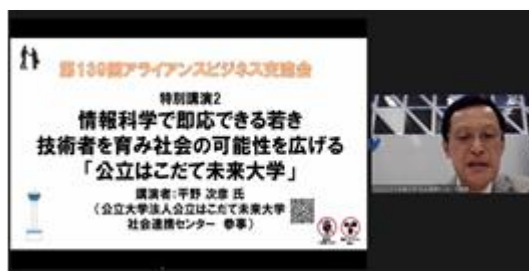 第139回アライアンスビジネス交流会
特別講演2
情報科学で即応できる若き
技術者を育み社会の可能性を広げる
「公立はこだて未来大学」
講演者:平野 次彦 氏
(公立大学法人公立はこだて未来大学
社会連携センター 参事)